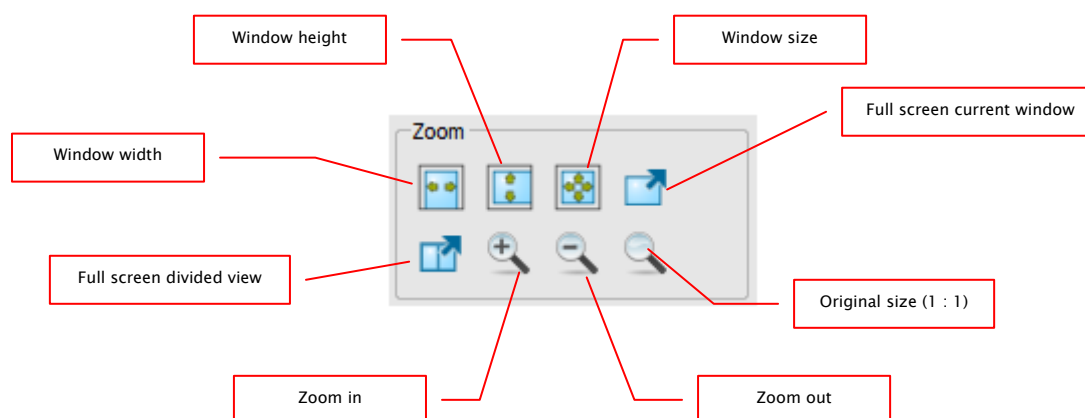 Window height
Window size
Full screen current window
Zoom
Window width
Full screen divided view
Original size (1 : 1)
Zoom in
Zoom out